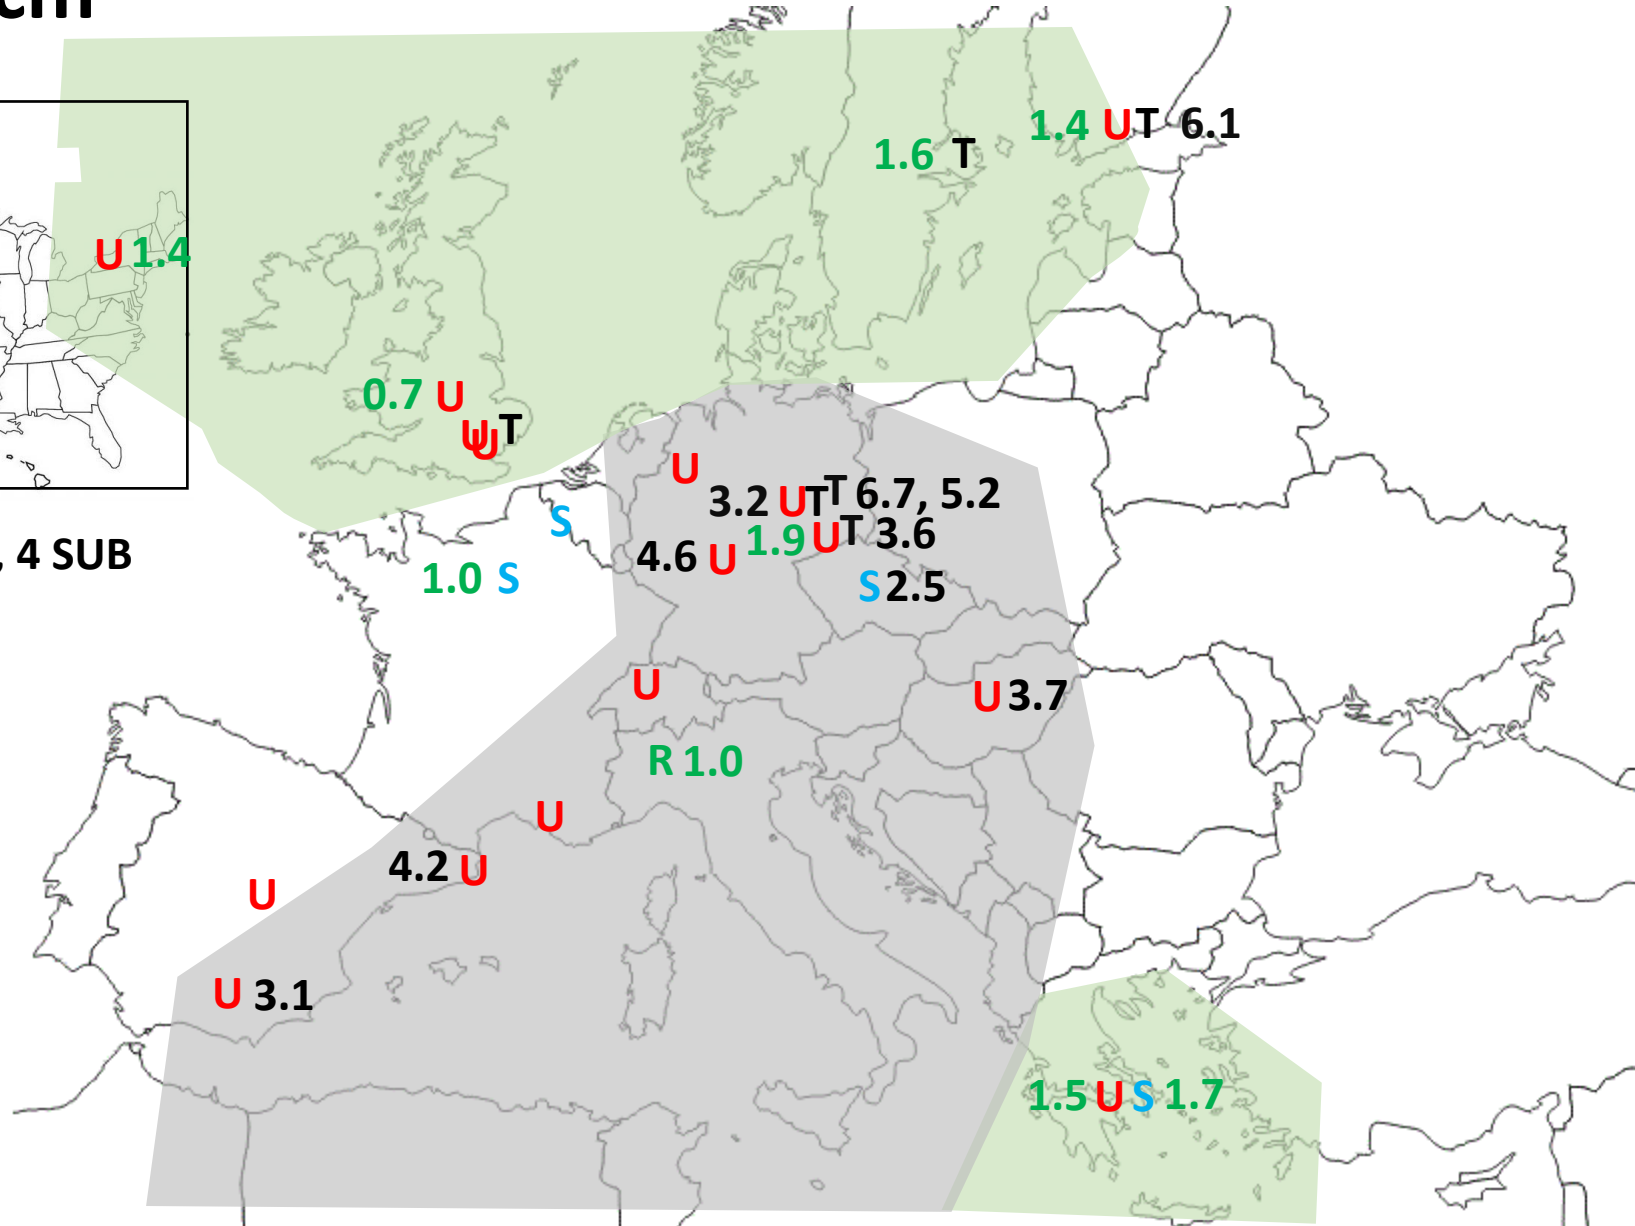 cm
1.4 U T 6.1
1.6 T
U 1.4
0.7 U
U U T
U
3.2 U T T 6.7, 5.2
S
1.9 U T 3.6
4.6 U
, 4 SUB
1.0 S
S 2.5
U
U 3.7
R 1.0
U
4.2 U
U
U 3.1
1.5 U S 1.7